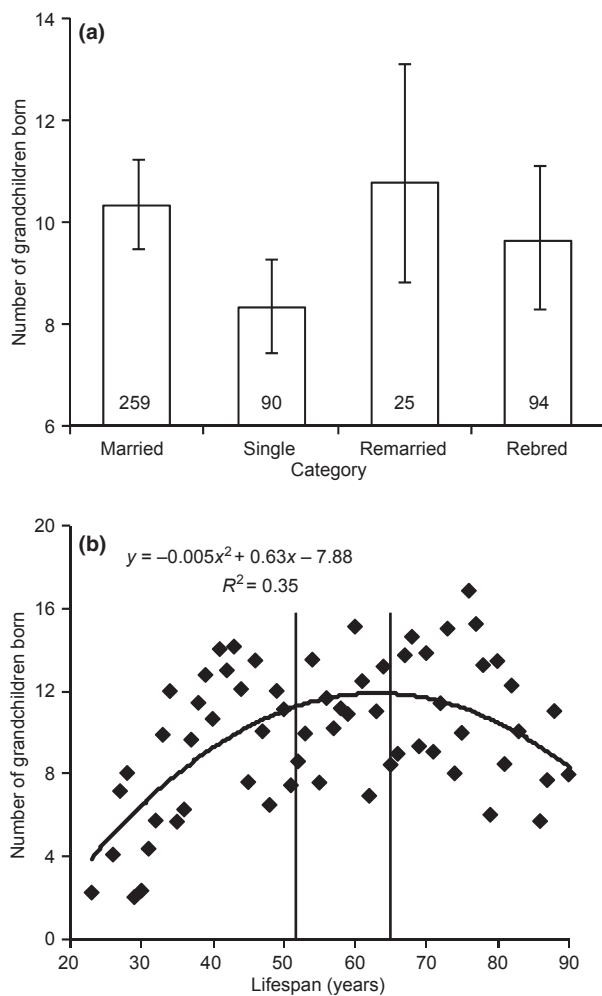 (a)
Number of grandchildren born
14
12
10
8
6
259
90
25
94
Married
Single
Remarried
Rebred
Category
(b)
y = –0.005x² + 0.63x – 7.88
R² = 0.35
Number of grandchildren born
20
16
12
8
4
0
20
30
40
50
60
70
80
90
Lifespan (years)